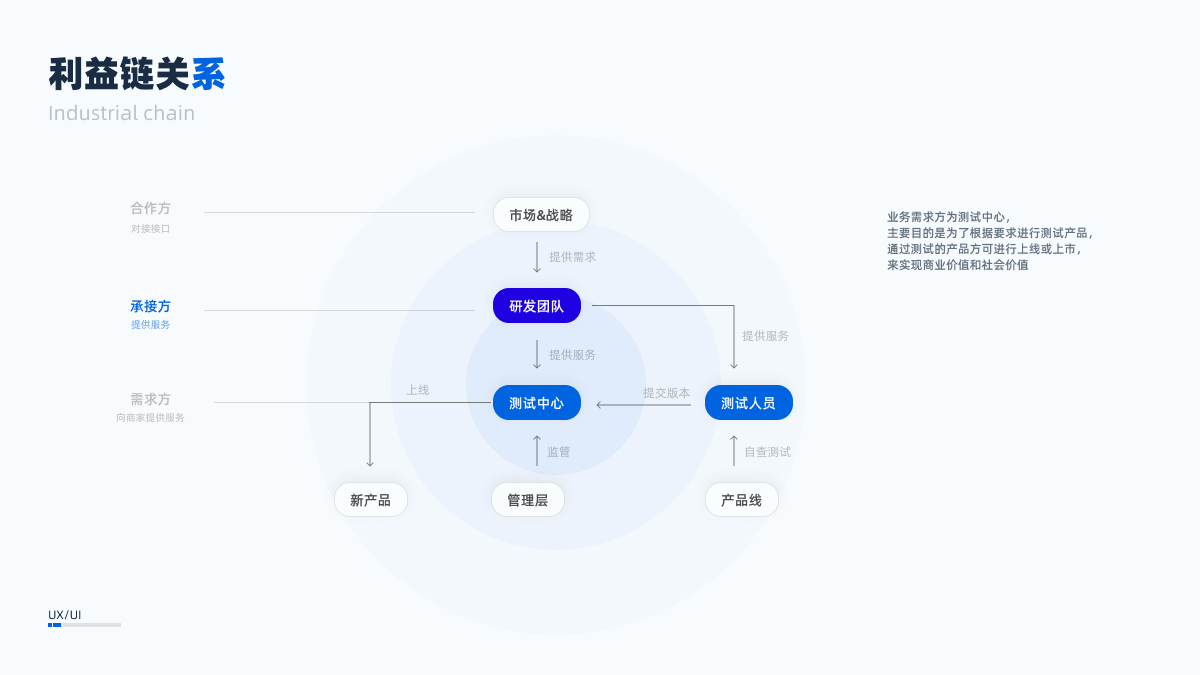 利益链关系
Industrial chain
合作方
对接接口
市场&战略
提供需求
业务需求方为测试中心，
主要目的是为了根据要求进行测试产品，
通过测试的产品方可进行上线或上市，
来实现商业价值和社会价值
承接方
提供服务
研发团队
提供服务
提供服务
需求方
向商家提供服务
上线
测试中心
提交版本
测试人员
监管
自查测试
新产品
管理层
产品线
UX/UI